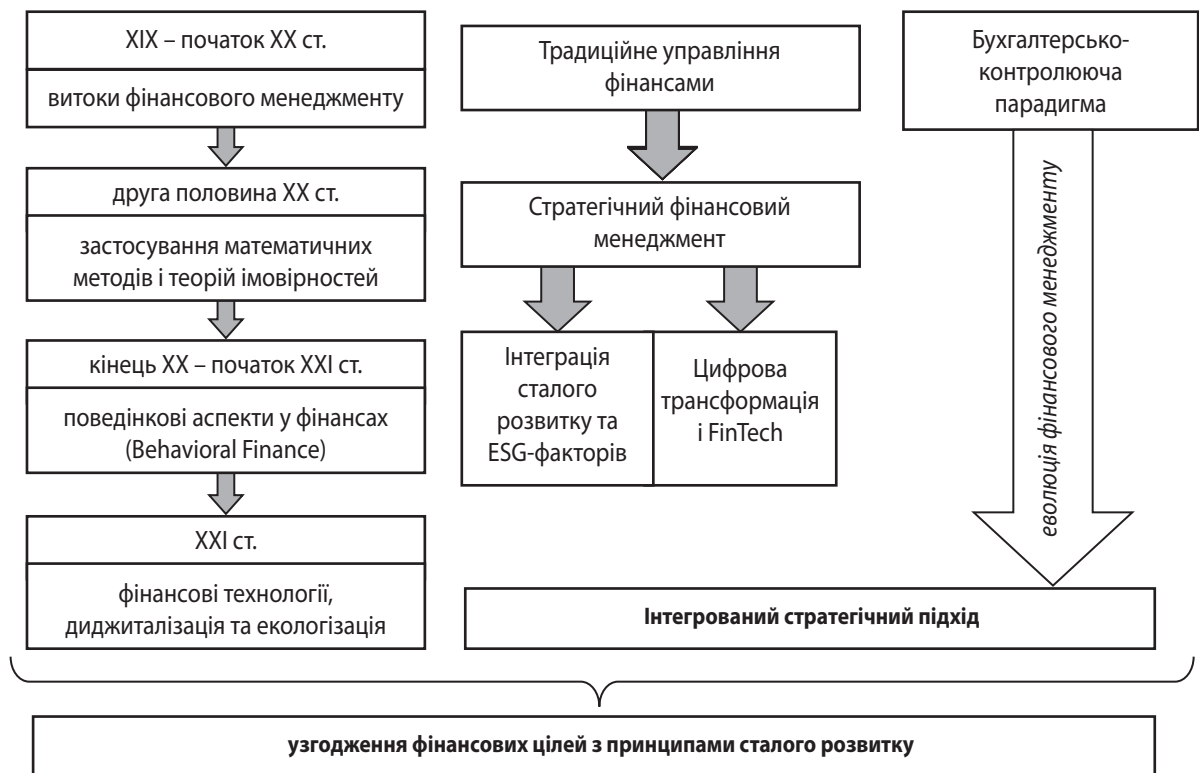 XIX – початок XX ст.
витоки фінансового менеджменту
друга половина XX ст.
застосування математичних
методів і теорій імовірностей
кінець XX – початок XXI ст.
поведінкові аспекти у фінансах
(Behavioral Finance)
XXI ст.
фінансові технології,
диджиталізація та екологізація
Традиційне управління
фінансами
Стратегічний фінансовий
менеджмент
Інтеграція
сталого
розвитку та
ESG-факторів
Цифрова
трансформація
і FinTech
Бухгалтерсько-
контролююча
парадигма
еволюція фінансового менеджменту
Інтегрований стратегічний підхід
узгодження фінансових цілей з принципами сталого розвитку